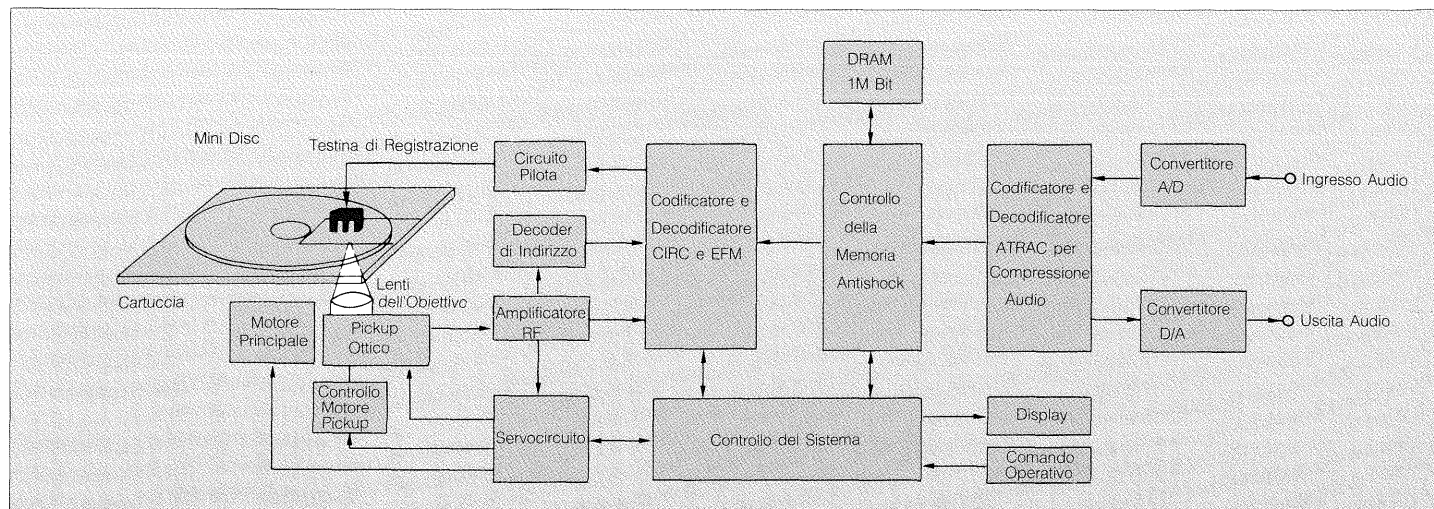 DRAM
1M Bit
Mini Disc
Testina di Registrazione
Circuito
Pilota
Codificatore e
Decodificatore
CIRC e EFM
Controllo
della
Memoria
Antishock
Codificatore e
Decodificatore
ATRAC per
Compressione
Audio
Convertitore
A/D
Ingresso Audio
Decoder
di Indirizzo
Lenti
dell'Obiettivo
Cartuccia
Motore
Principale
Pickup
Ottico
Amplificatore
RF
Convertitore
D/A
Uscita Audio
Controllo
Motore
Pickup
Servocircuito
Controllo del Sistema
Display
Comando
Operativo